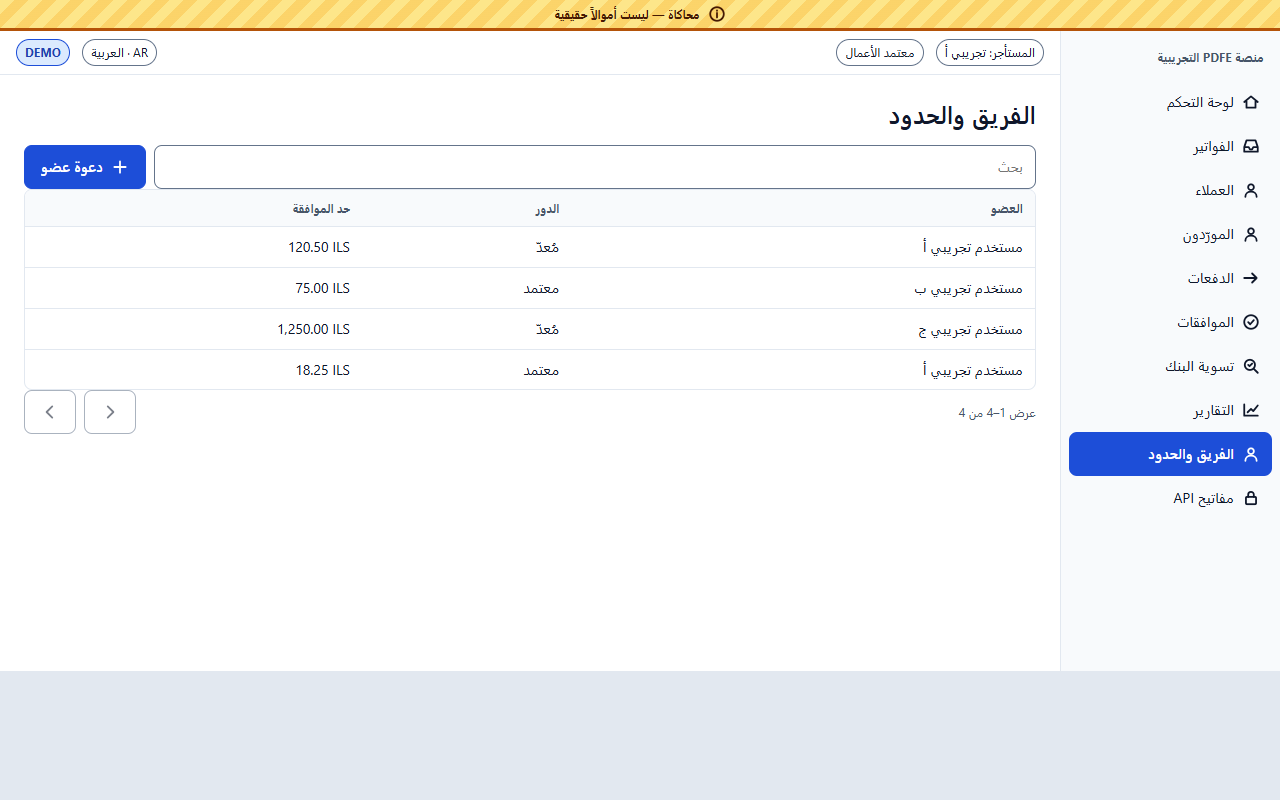 محاكاة — ليست أموالاً حقيقية
منصة PDFE التجريبية
لوحة التحكم
الفواتير
العملاء
المورّدون
الدفعات
الموافقات
تسوية البنك
التقارير
الفريق والحدود
مفاتيح API
المستأجر: تجريبي أ
معتمد الأعمال
AR · العربية
DEMO
الفريق والحدود
بحث
دعوة عضو
العضو الدور حد الموافقة
مستخدم تجريبي أ مُعدّ 120.50 ILS
مستخدم تجريبي ب معتمد 75.00 ILS
مستخدم تجريبي ج مُعدّ 1,250.00 ILS
مستخدم تجريبي أ معتمد 18.25 ILS
عرض 1–4 من 4